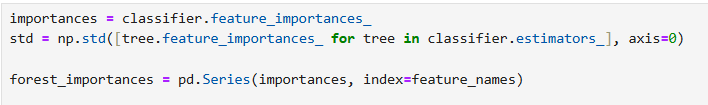 importances = classifier.feature_importances_
std = np.std([tree.feature_importances_ for tree in classifier.estimators_], axis=0)
forest_importances = pd.Series(importances, index=feature_names)